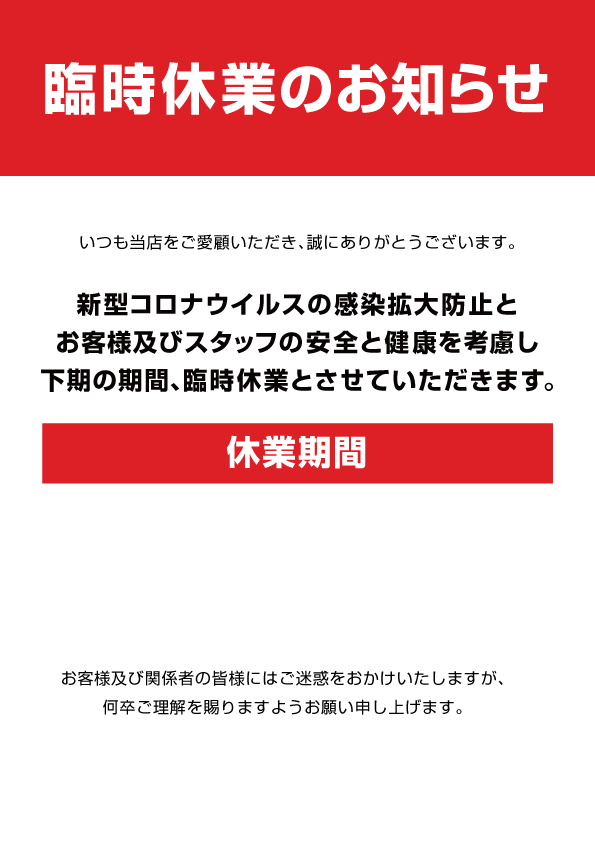 臨時休業のお知らせ
いつも当店をご愛顧いただき、誠にありがとうございます。
新型コロナウイルスの感染拡大防止と
お客様及びスタッフの安全と健康を考慮し
下期の期間、臨時休業とさせていただきます。
休業期間
お客様及び関係者の皆様にはご迷惑をおかけいたしますが、
何卒ご理解を賜りますようお願い申し上げます。